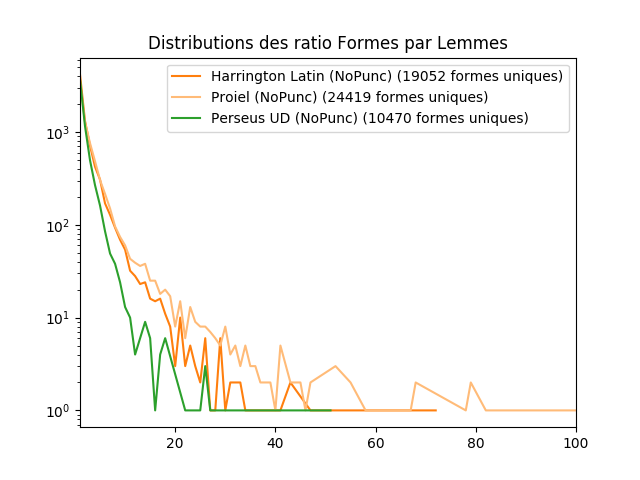 Distributions des ratio Formes par Lemmes
Harrington Latin (NoPunc) (19052 formes uniques)
Proiel (NoPunc) (24419 formes uniques)
Perseus UD (NoPunc) (10470 formes uniques)
10³
10²
10¹
10⁰
20 40 60 80 100